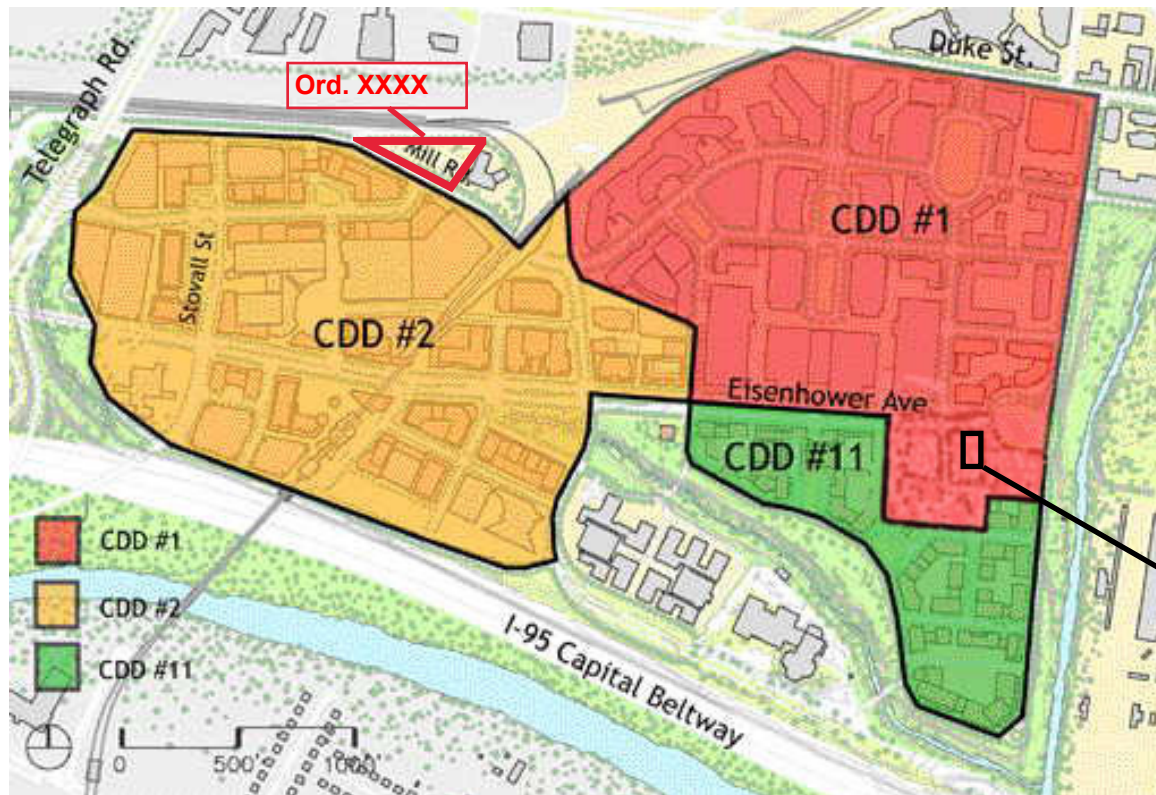 Telegraph Rd.
Ord. XXXX
Duke St.
Mill Rd.
CDD #1
Stovall St
CDD #2
Eisenhower Ave
CDD #11
CDD #1
CDD #2
CDD #11
I-95 Capital Beltway
0 500' 1000'